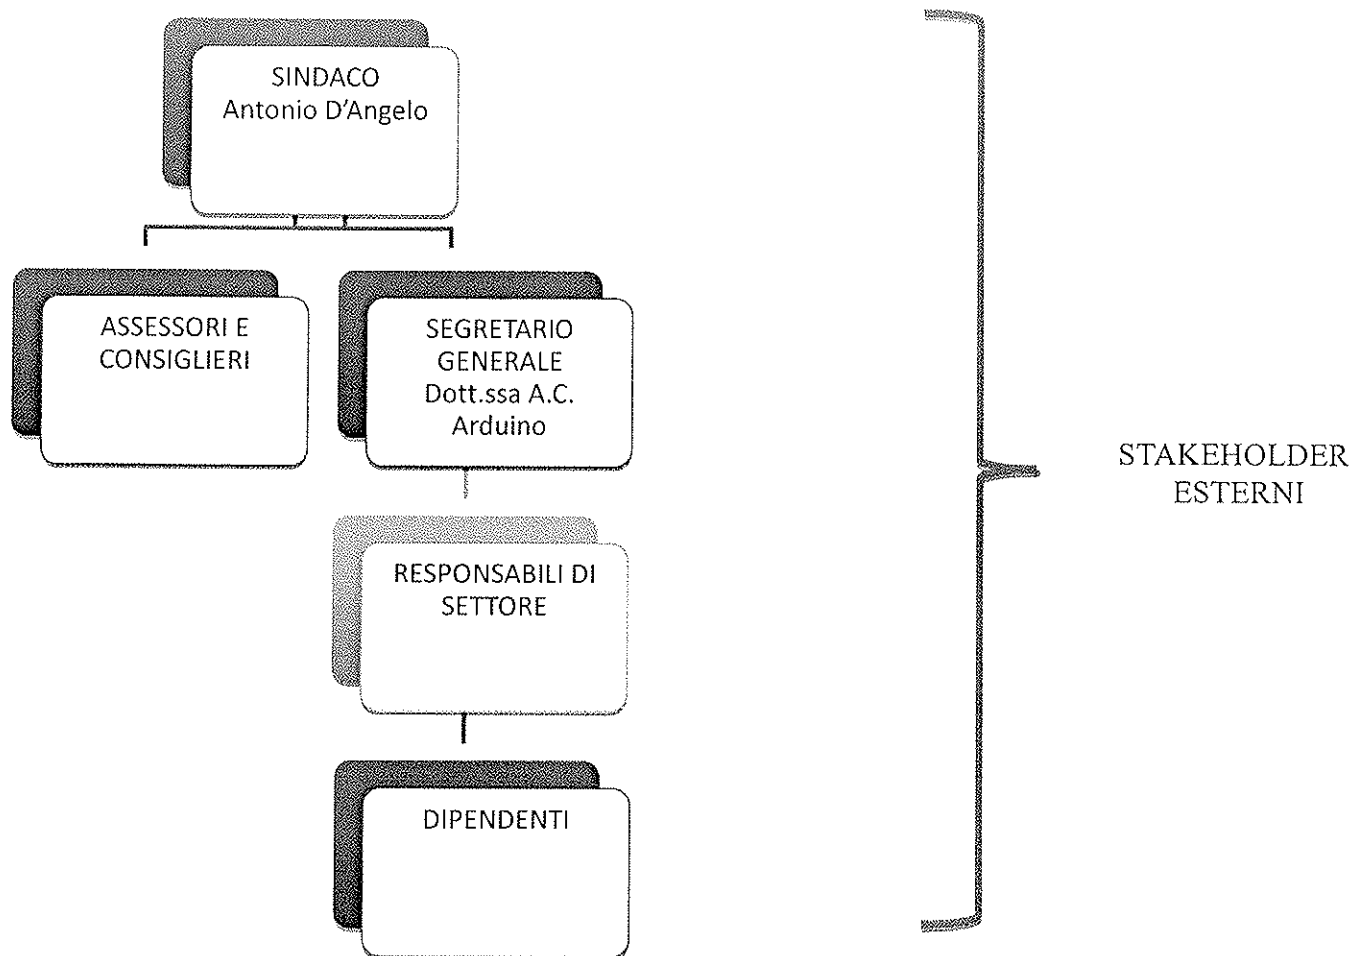 SINDACO
Antonio D'Angelo
ASSESSORI E
CONSIGLIERI
SEGRETARIO
GENERALE
Dott.ssa A.C.
Arduino
RESPONSABILI DI
SETTORE
DIPENDENTI
STAKEHOLDER
ESTERNI